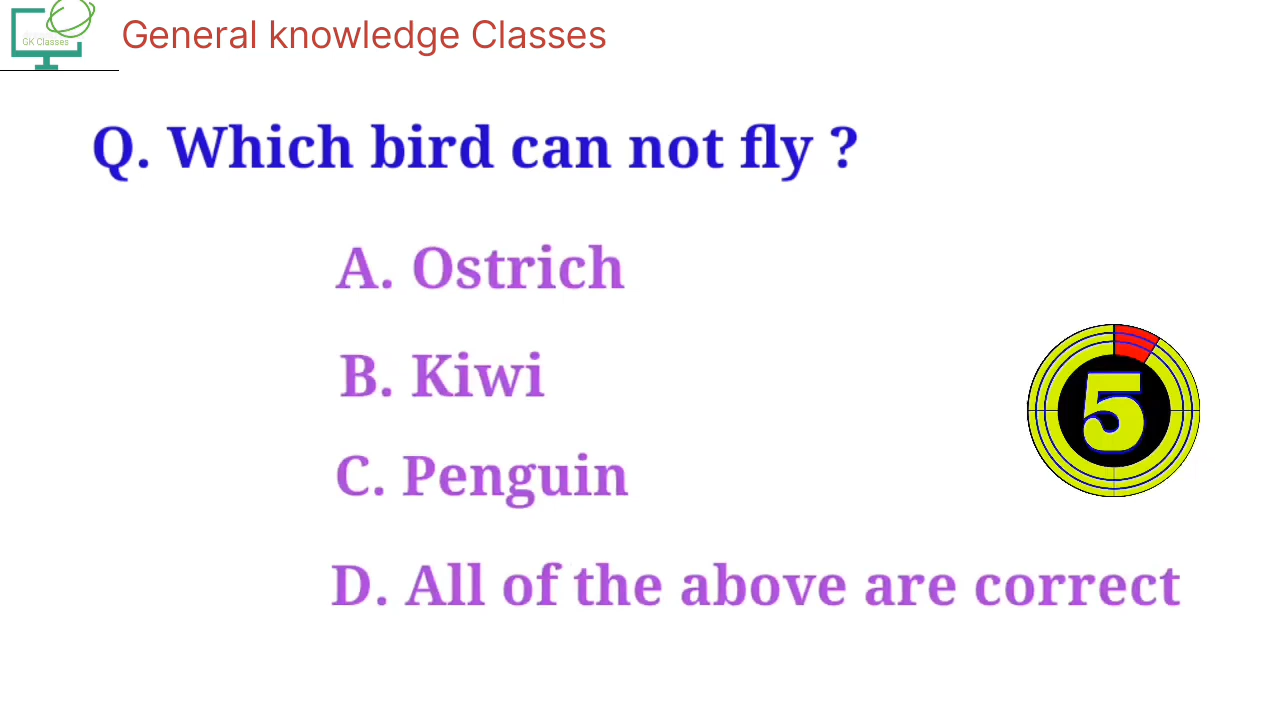 GK Classes
General knowledge Classes
Q. Which bird can not fly ?
A. Ostrich
B. Kiwi
C. Penguin
5
D. All of the above are correct